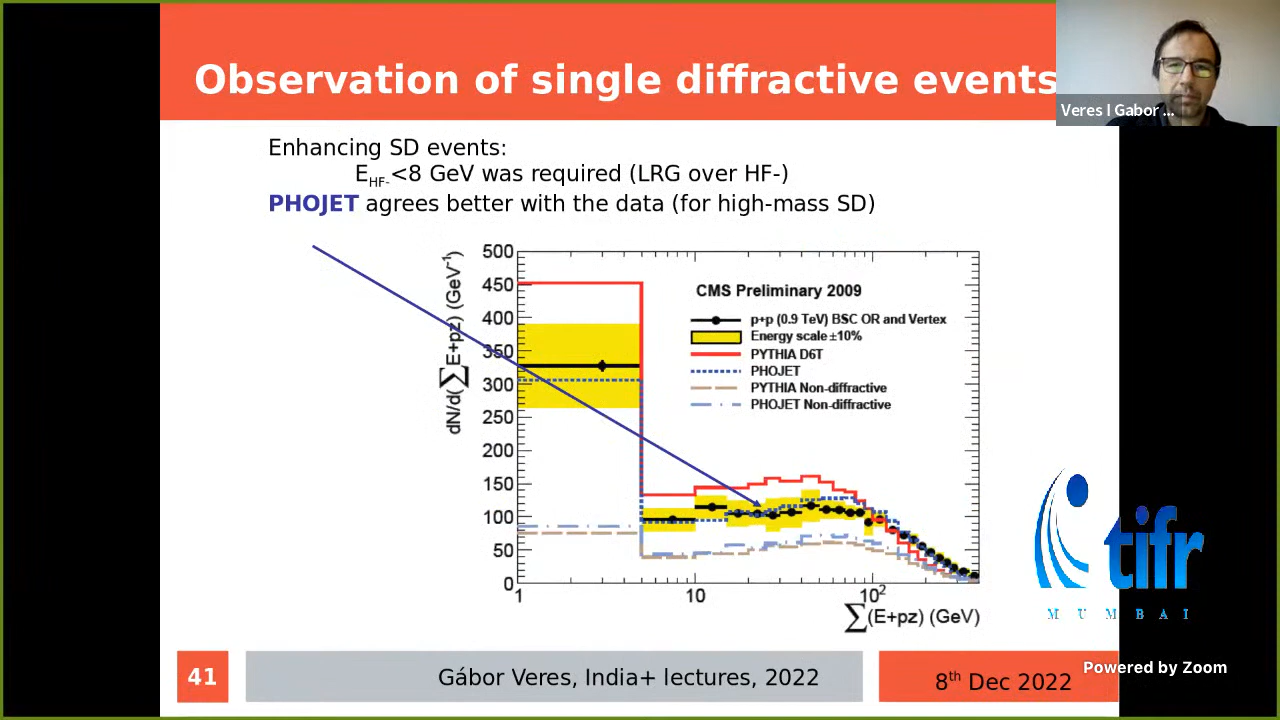 Observation of single diffractive events
Veres I Gabor ...
Enhancing SD events:
E_HF-<8 GeV was required (LRG over HF-)
PHOJET agrees better with the data (for high-mass SD)
dN/d(∑E+pz) (GeV⁻¹)
500
450
400
350
300
250
200
150
100
50
0
CMS Preliminary 2009
p+p (0.9 TeV) BSC OR and Vertex
Energy scale ±10%
PYTHIA D6T
PHOJET
PYTHIA Non-diffractive
PHOJET Non-diffractive
1 10 10²
∑(E+pz) (GeV)
tifr
MUMBAI
41
Gábor Veres, India+ lectures, 2022
8th Dec 2022
Powered by Zoom